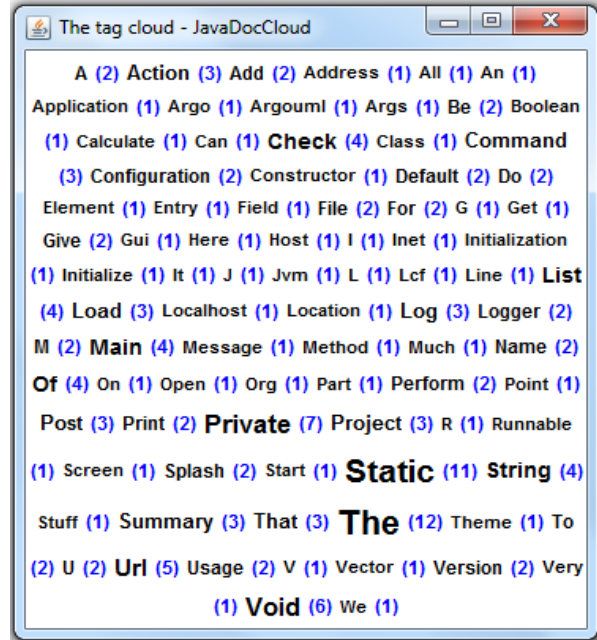 The tag cloud - JavaDocCloud
A (2) Action (3) Add (2) Address (1) All (1) An (1)
Application (1) Argo (1) Argouml (1) Args (1) Be (2) Boolean
(1) Calculate (1) Can (1) Check (4) Class (1) Command
(3) Configuration (2) Constructor (1) Default (2) Do (2)
Element (1) Entry (1) Field (1) File (2) For (2) G (1) Get (1)
Give (2) Gui (1) Here (1) Host (1) I (1) Inet (1) Initialization
(1) Initialize (1) It (1) J (1) Jvm (1) L (1) Lcf (1) Line (1) List
(4) Load (3) Localhost (1) Location (1) Log (3) Logger (2)
M (2) Main (4) Message (1) Method (1) Much (1) Name (2)
Of (4) On (1) Open (1) Org (1) Part (1) Perform (2) Point (1)
Post (3) Print (2) Private (7) Project (3) R (1) Runnable
(1) Screen (1) Splash (2) Start (1) Static (11) String (4)
Stuff (1) Summary (3) That (3) The (12) Theme (1) To
(2) U (2) Url (5) Usage (2) V (1) Vector (1) Version (2) Very
(1) Void (6) We (1)